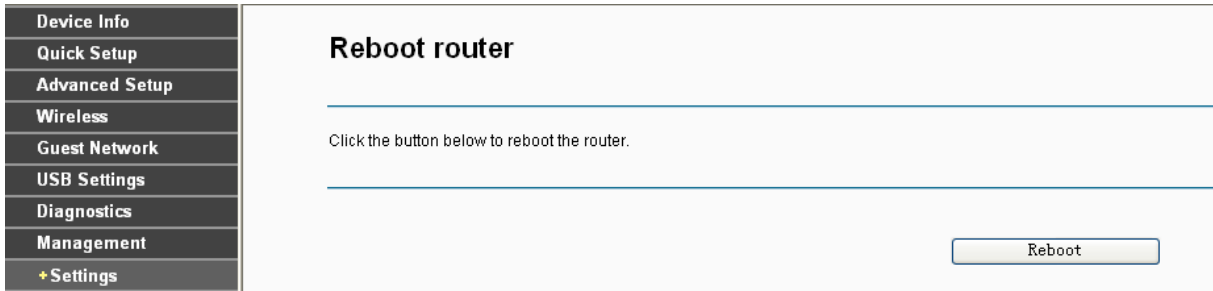 Device Info
Quick Setup
Advanced Setup
Wireless
Guest Network
USB Settings
Diagnostics
Management
+Settings
Reboot router
Click the button below to reboot the router.
Reboot